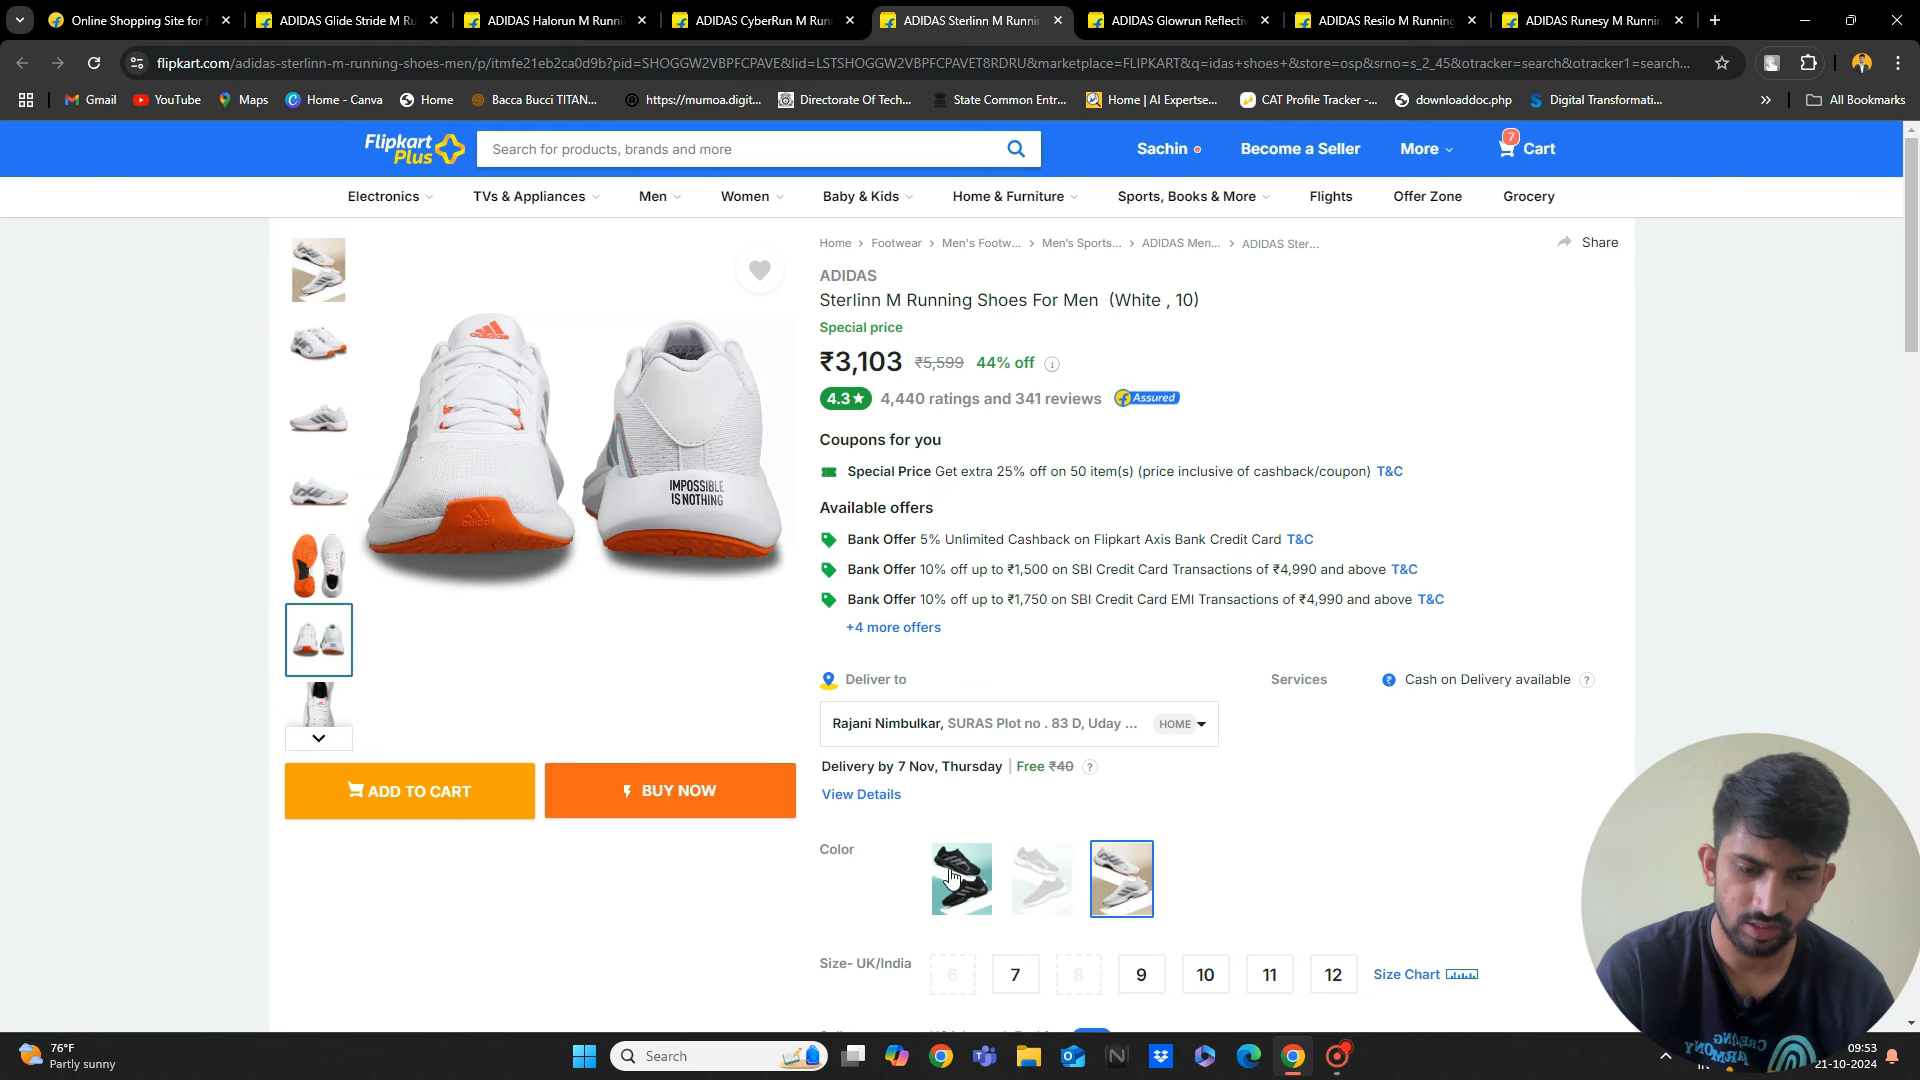 Online Shopping Site for
ADIDAS Glide Stride M Ru
ADIDAS Halorun M Runni
ADIDAS CyberRun M Run
ADIDAS Sterlinn M Runnin
ADIDAS Glowrun Reflectiv
ADIDAS Resilo M Running
ADIDAS Runesy M Runnin
flipkart.com/adidas-sterlinn-m-running-shoes-men/p/itmfe21eb2ca0d9b?pid=SHOGGW2VBPFCPAVE&lid=LSTSHOGGW2VBPFCPAVET8RDRU&marketplace=FLIPKART&q=idas+shoes+&store=osp&srno=s_2_45&otracker=search&otracker1=search...
Gmail
YouTube
Maps
Home - Canva
Home
Bacca Bucci TITAN...
https://mumoa.digit...
Directorate Of Tech...
State Common Entr...
Home | AI Expertse...
CAT Profile Tracker -...
downloaddoc.php
Digital Transformati...
All Bookmarks
Flipkart
Plus
Search for products, brands and more
Sachin
Become a Seller
More
7
Cart
Electronics
TVs & Appliances
Men
Women
Baby & Kids
Home & Furniture
Sports, Books & More
Flights
Offer Zone
Grocery
Home > Footwear > Men's Footw... > Men's Sports... > ADIDAS Men... > ADIDAS Ster...
Share
ADIDAS
Sterlinn M Running Shoes For Men (White , 10)
Special price
₹3,103 ₹5,599 44% off
4.3★ 4,440 ratings and 341 reviews Assured
Coupons for you
Special Price Get extra 25% off on 50 item(s) (price inclusive of cashback/coupon) T&C
Available offers
Bank Offer 5% Unlimited Cashback on Flipkart Axis Bank Credit Card T&C
Bank Offer 10% off up to ₹1,500 on SBI Credit Card Transactions of ₹4,990 and above T&C
Bank Offer 10% off up to ₹1,750 on SBI Credit Card EMI Transactions of ₹4,990 and above T&C
+4 more offers
adidas
adidas
IMPOSSIBLE
IS NOTHING
Deliver to
Services
Cash on Delivery available ?
Rajani Nimbulkar, SURAS Plot no . 83 D, Uday ... HOME
Delivery by 7 Nov, Thursday | Free ₹40 ?
View Details
ADD TO CART
BUY NOW
Color
Size- UK/India
6
7
8
9
10
11
12
Size Chart
76°F
Partly sunny
Search
09:53
21-10-2024